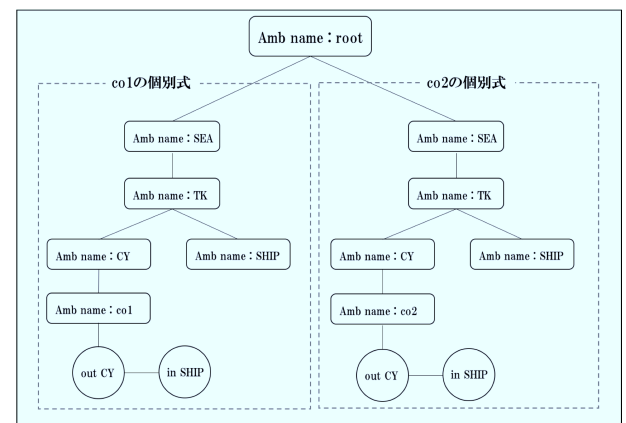 Amb name：root
co1の個別式
co2の個別式
Amb name：SEA
Amb name：SEA
Amb name：TK
Amb name：TK
Amb name：CY
Amb name：SHIP
Amb name：CY
Amb name：SHIP
Amb name：co1
Amb name：co2
out CY
in SHIP
out CY
in SHIP